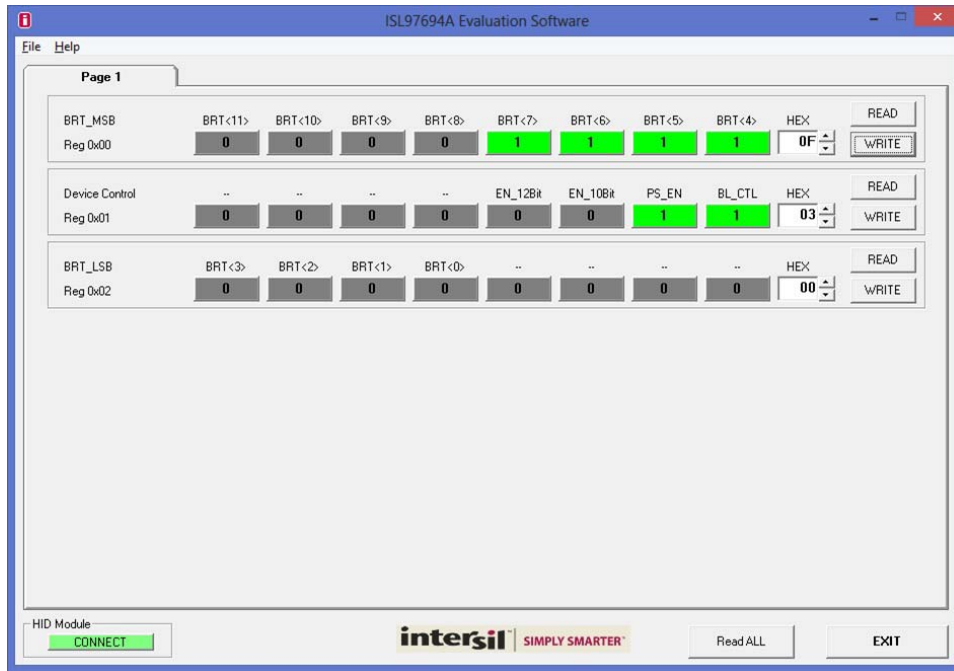 ISL97694A Evaluation Software
File Help
Page 1
BRT_MSB BRT<11> BRT<10> BRT<9> BRT<8> BRT<7> BRT<6> BRT<5> BRT<4> HEX READ
Reg 0x00 0 0 0 0 1 1 1 1 0F WRITE
Device Control -- -- -- -- EN_12Bit EN_10Bit PS_EN BL_CTL HEX READ
Reg 0x01 0 0 0 0 0 0 1 1 03 WRITE
BRT_LSB BRT<3> BRT<2> BRT<1> BRT<0> -- -- -- -- HEX READ
Reg 0x02 0 0 0 0 0 0 0 0 00 WRITE
HID Module
CONNECT intersil™ SIMPLY SMARTER™ Read ALL EXIT